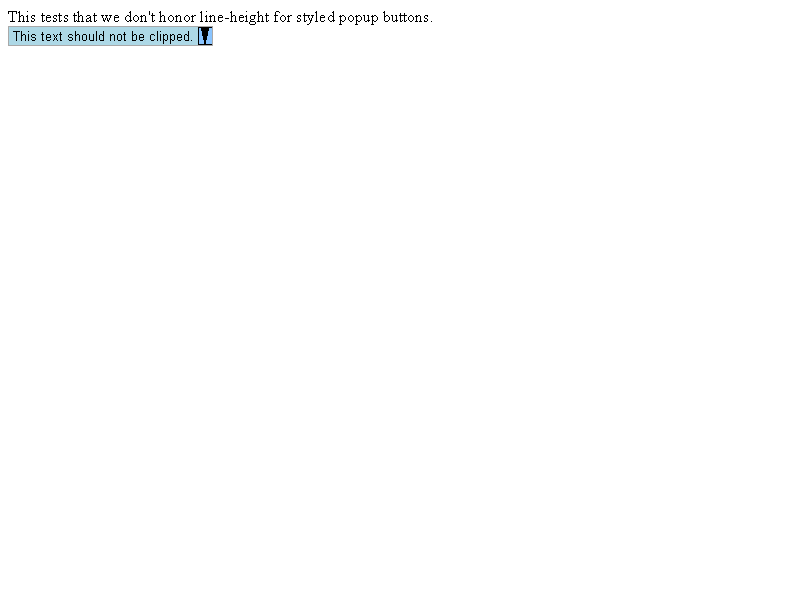 This tests that we don't honor line-height for styled popup buttons.
This text should not be clipped.